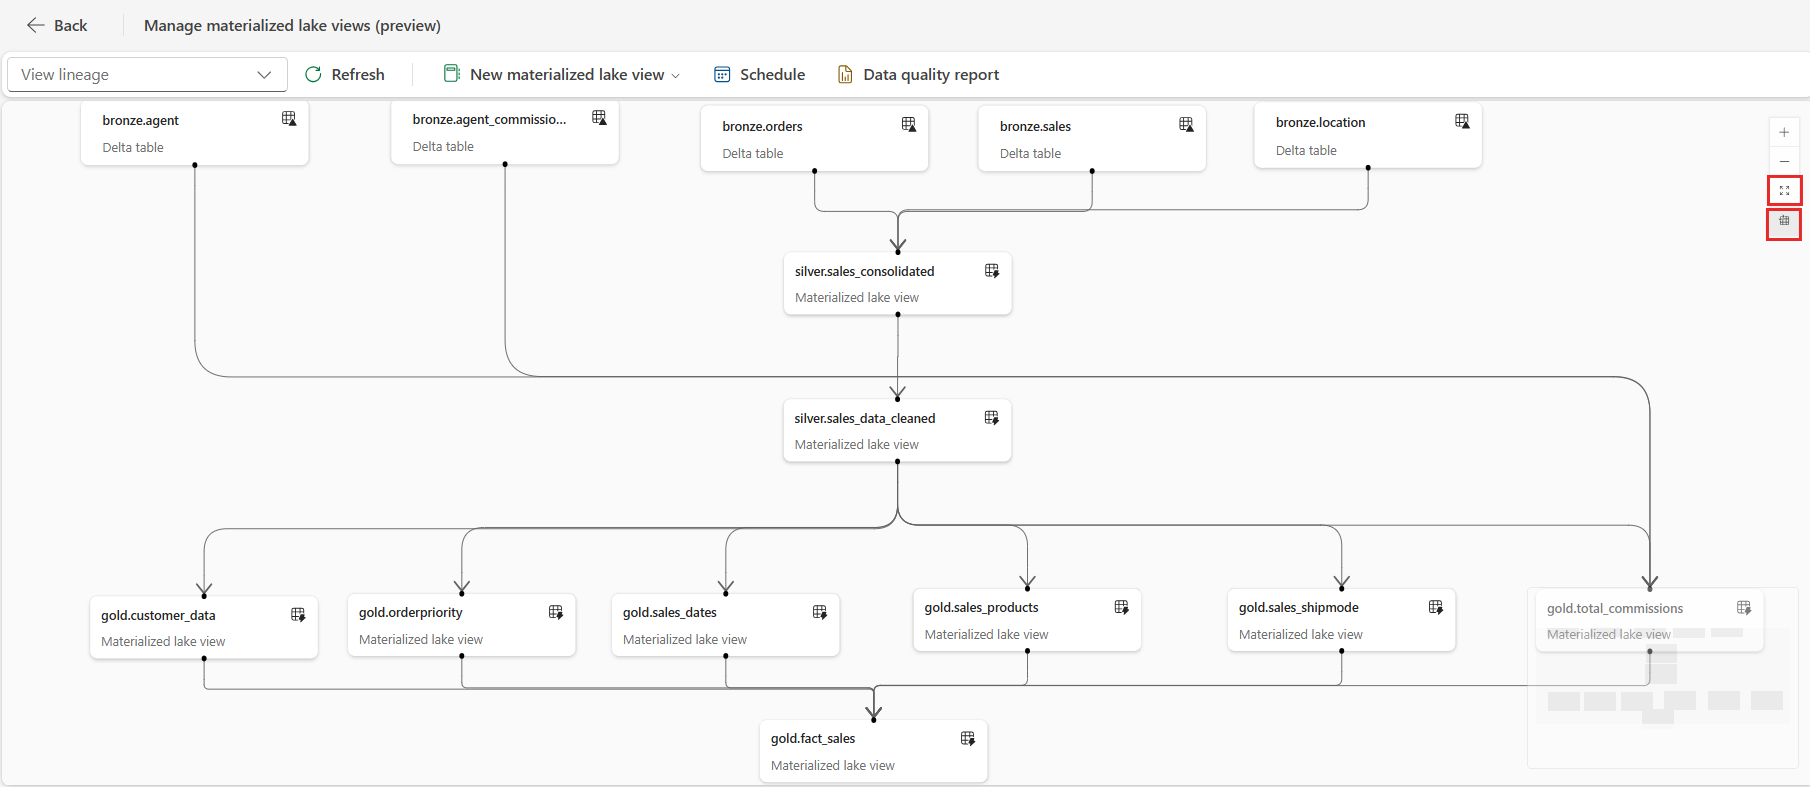 Back
Manage materialized lake views (preview)
View lineage
Refresh
New materialized lake view
Schedule
Data quality report
bronze.agent
Delta table
bronze.agent_commissio...
Delta table
bronze.orders
Delta table
bronze.sales
Delta table
bronze.location
Delta table
silver.sales_consolidated
Materialized lake view
silver.sales_data_cleaned
Materialized lake view
gold.customer_data
Materialized lake view
gold.orderpriority
Materialized lake view
gold.sales_dates
Materialized lake view
gold.sales_products
Materialized lake view
gold.sales_shipmode
Materialized lake view
gold.total_commissions
Materialized lake view
gold.fact_sales
Materialized lake view